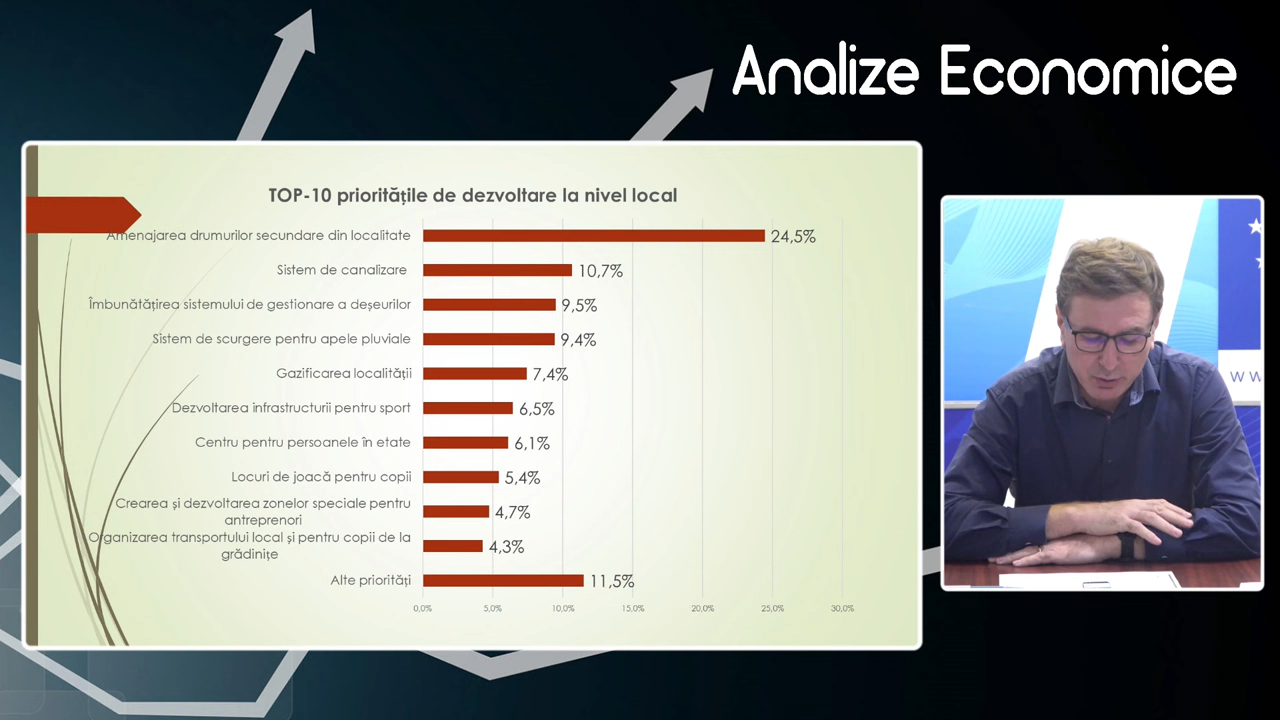 Analize Economice
TOP-10 prioritățile de dezvoltare la nivel local
Amenajarea drumurilor secundare din localitate
24,5%
Sistem de canalizare
10,7%
Îmbunătățirea sistemului de gestionare a deșeurilor
9,5%
Sistem de scurgere pentru apele pluviale
9,4%
Gazificarea localității
7,4%
Dezvoltarea infrastructurii pentru sport
6,5%
Centru pentru persoanele în etate
6,1%
Locuri de joacă pentru copii
5,4%
Crearea și dezvoltarea zonelor speciale pentru
antreprenori
4,7%
Organizarea transportului local și pentru copii de la
grădinițe
4,3%
Alte priorități
11,5%
0,0% 5,0% 10,0% 15,0% 20,0% 25,0% 30,0%
W W